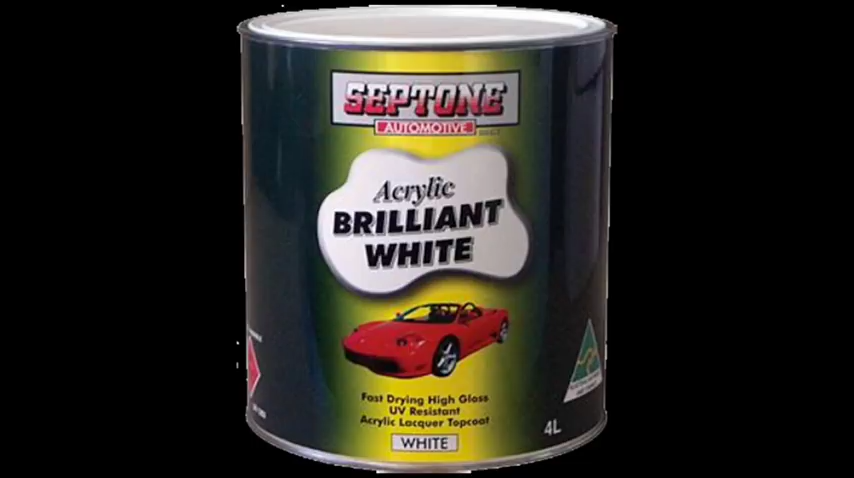 SEPTONE
AUTOMOTIVE
Acrylic
BRILLIANT
WHITE
Fast Drying High Gloss
UV Resistant
Acrylic Lacquer Topcoat
WHITE
4L